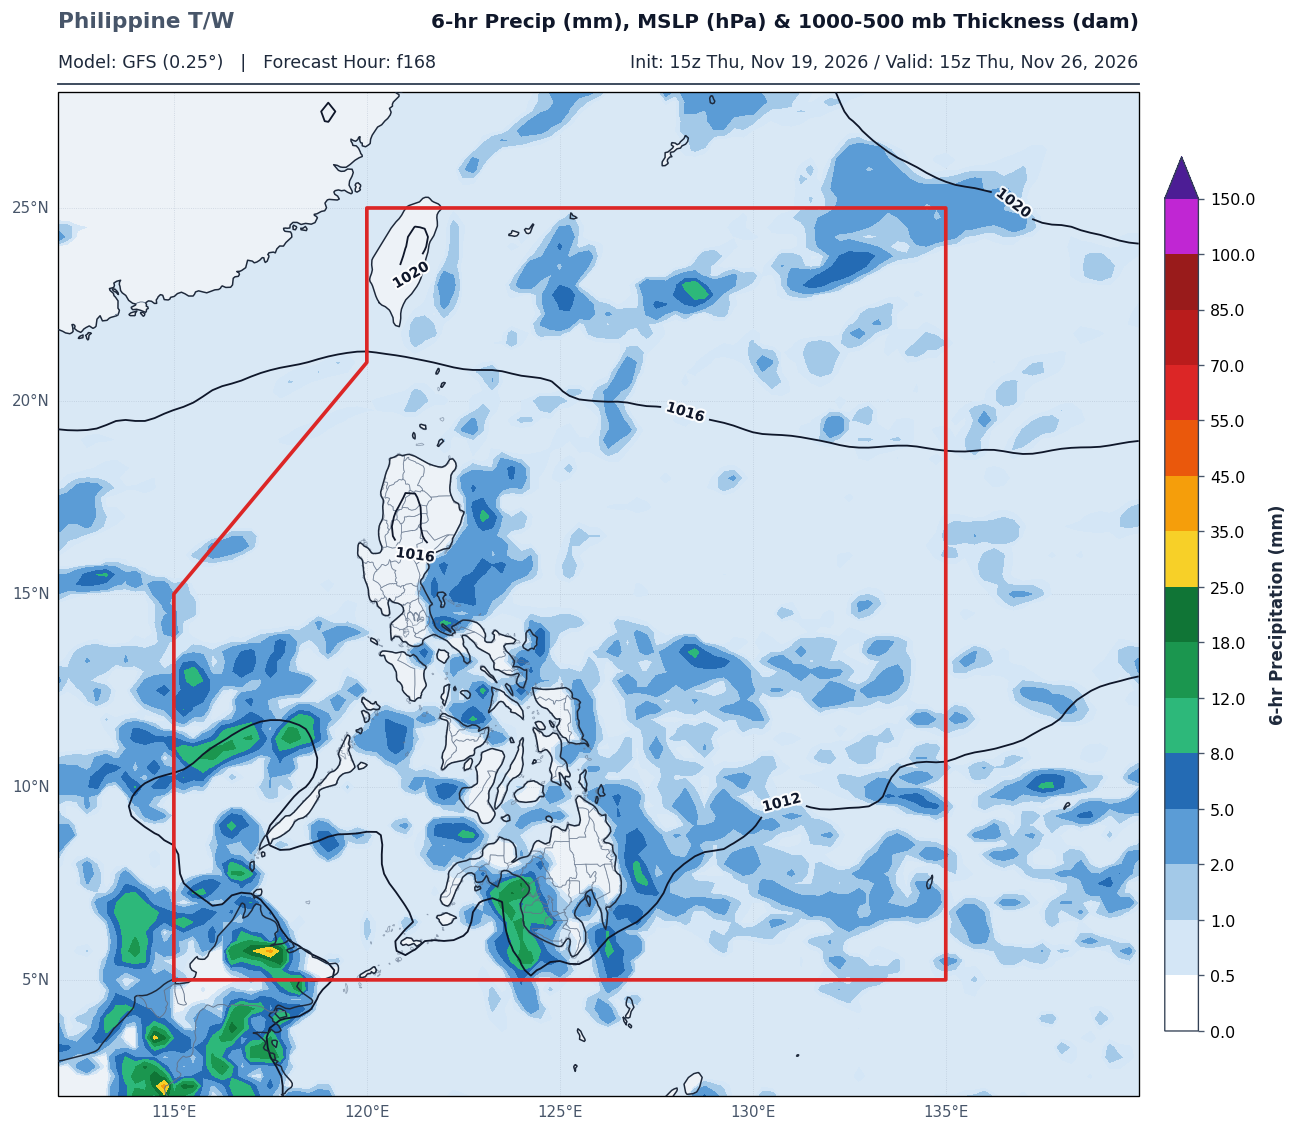 Philippine T/W
6-hr Precip (mm), MSLP (hPa) & 1000-500 mb Thickness (dam)
Model: GFS (0.25°) | Forecast Hour: f168
Init: 15z Thu, Nov 19, 2026 / Valid: 15z Thu, Nov 26, 2026
25°N
20°N
15°N
10°N
5°N
115°E
120°E
125°E
130°E
135°E
1020
1020
1016
1016
1012
150.0
100.0
85.0
70.0
55.0
45.0
35.0
25.0
18.0
12.0
8.0
5.0
2.0
1.0
0.5
0.0
6-hr Precipitation (mm)